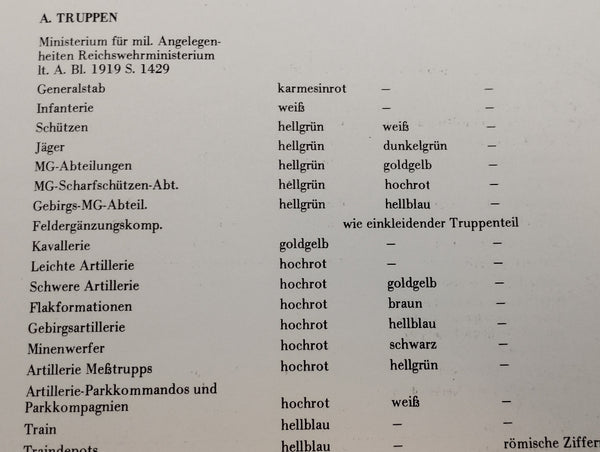 A. TRUPPEN
Ministerium für mil. Angelegen-
heiten Reichswehrministerium
lt. A. Bl. 1919 S. 1429
Generalstab karmesinrot — —
Infanterie weiß — —
Schützen hellgrün weiß —
Jäger hellgrün dunkelgrün —
MG-Abteilungen hellgrün goldgelb —
MG-Scharfschützen-Abt. hellgrün hochrot —
Gebirgs-MG-Abteil. hellgrün hellblau —
Feldergänzungskomp. wie einkleidender Truppenteil
Kavallerie goldgelb — —
Leichte Artillerie hochrot — —
Schwere Artillerie hochrot goldgelb —
Flakformationen hochrot braun —
Gebirgsartillerie hochrot hellblau —
Minenwerfer hochrot schwarz —
Artillerie Meßtrupps hochrot hellgrün —
Artillerie-Parkkommandos und
Parkkompagnien hochrot weiß —
Train hellblau — —
Traindepots hellblau — römische Ziffern